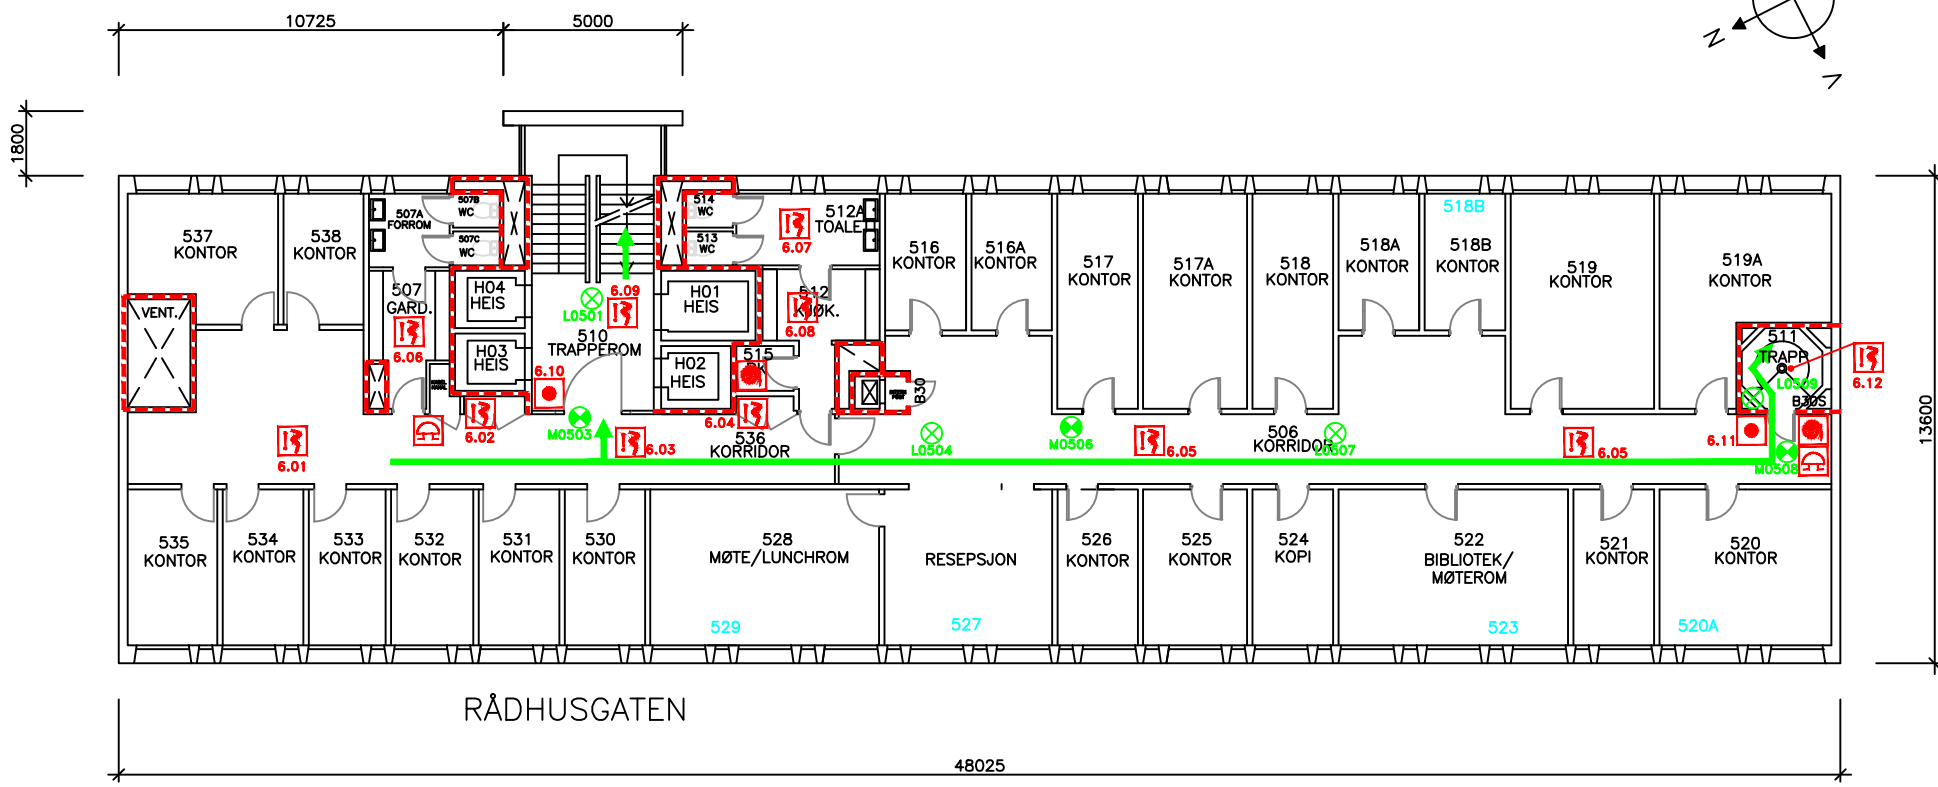 10725
5000
N
V
1800
13600
537
KONTOR
538
KONTOR
507A
FORROM
507B
WC
507C
WC
514
WC
513
WC
6.07
512A
TOALE
516
KONTOR
516A
KONTOR
517
KONTOR
517A
KONTOR
518
KONTOR
518A
KONTOR
518B
518B
KONTOR
519
KONTOR
519A
KONTOR
VENT.
507
GARD.
6.06
H04
HEIS
H03
HEIS
L0501
6.09
510
TRAPPEROM
H01
HEIS
H02
HEIS
512
KJØK.
6.08
515
6.10
M0503
6.01
6.02
6.03
6.04
536
KORRIDOR
B30
L0504
M0506
6.05
506
KORRIDOR
L0507
6.05
511
TRAPP
L0509
B30S
6.11
6.12
M0508
535
KONTOR
534
KONTOR
533
KONTOR
532
KONTOR
531
KONTOR
530
KONTOR
528
MØTE/LUNCHROM
529
RESEPSJON
527
526
KONTOR
525
KONTOR
524
KOPI
522
BIBLIOTEK/
MØTEROM
523
521
KONTOR
520
KONTOR
520A
RÅDHUSGATEN
48025